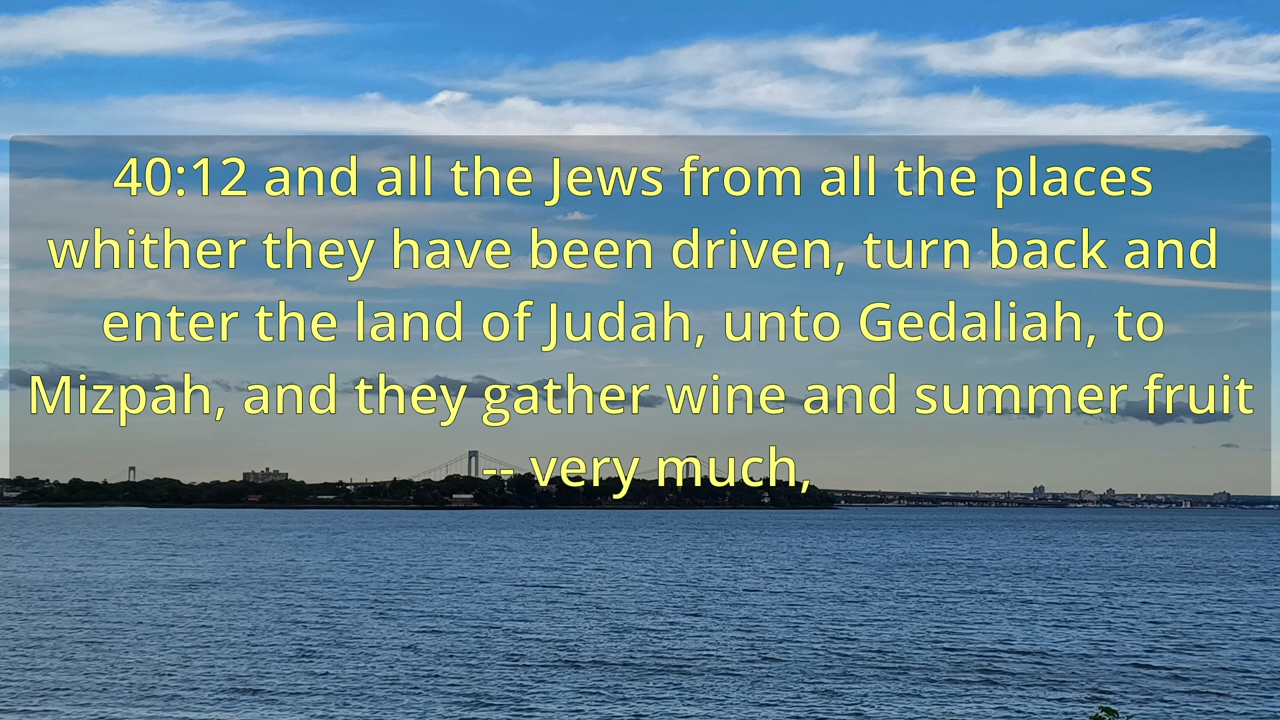 40:12 and all the Jews from all the places
whither they have been driven, turn back and
enter the land of Judah, unto Gedaliah, to
Mizpah, and they gather wine and summer fruit
-- very much,